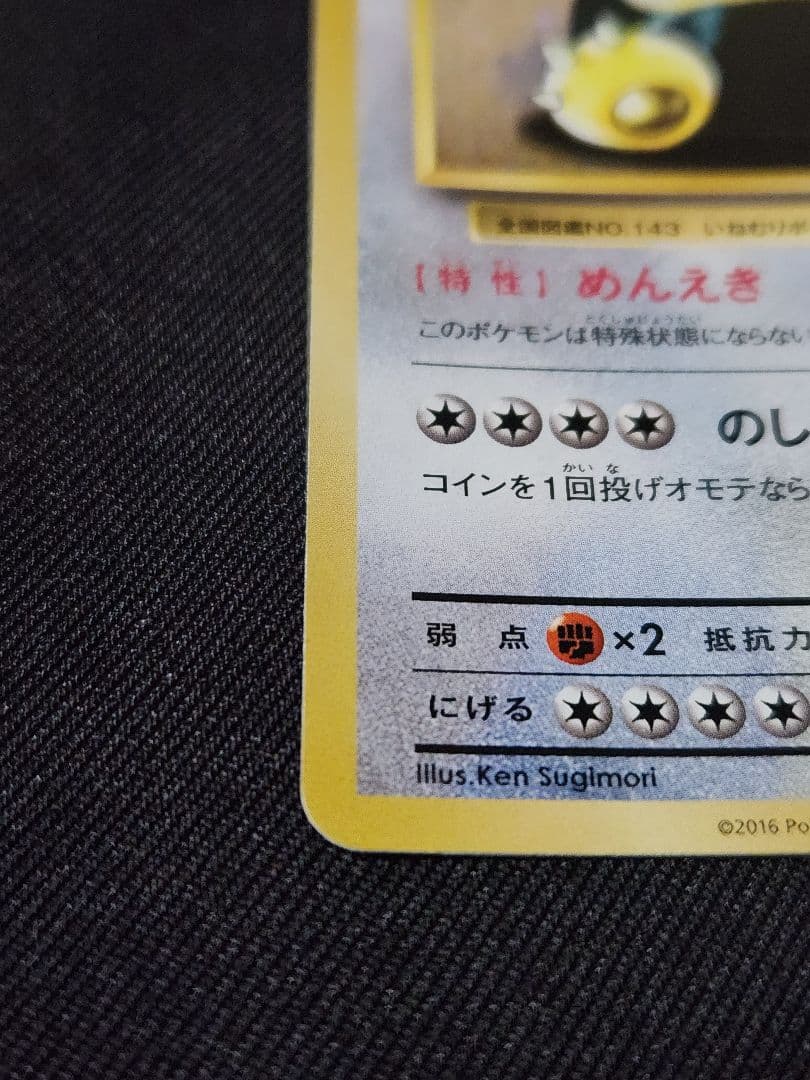 全国図鑑NO.143 いねむりポ
【特性】めんえき
とくしゅじょうたい
このポケモンは特殊状態にならない
のし
かい な
コインを1回投げオモテなら
弱点 ×2 抵抗力
にげる
Illus.Ken Sugimori
©2016 Po